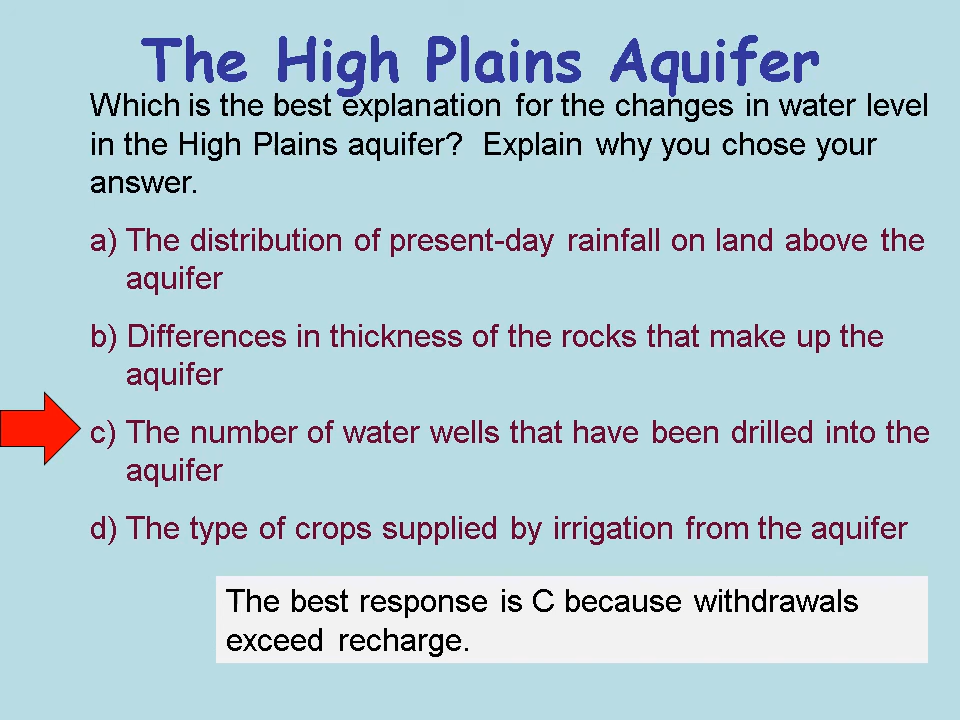 The High Plains Aquifer
Which is the best explanation for the changes in water level
in the High Plains aquifer?  Explain why you chose your
answer.
a) The distribution of present-day rainfall on land above the
aquifer
b) Differences in thickness of the rocks that make up the
aquifer
c) The number of water wells that have been drilled into the
aquifer
d) The type of crops supplied by irrigation from the aquifer
The best response is C because withdrawals
exceed recharge.